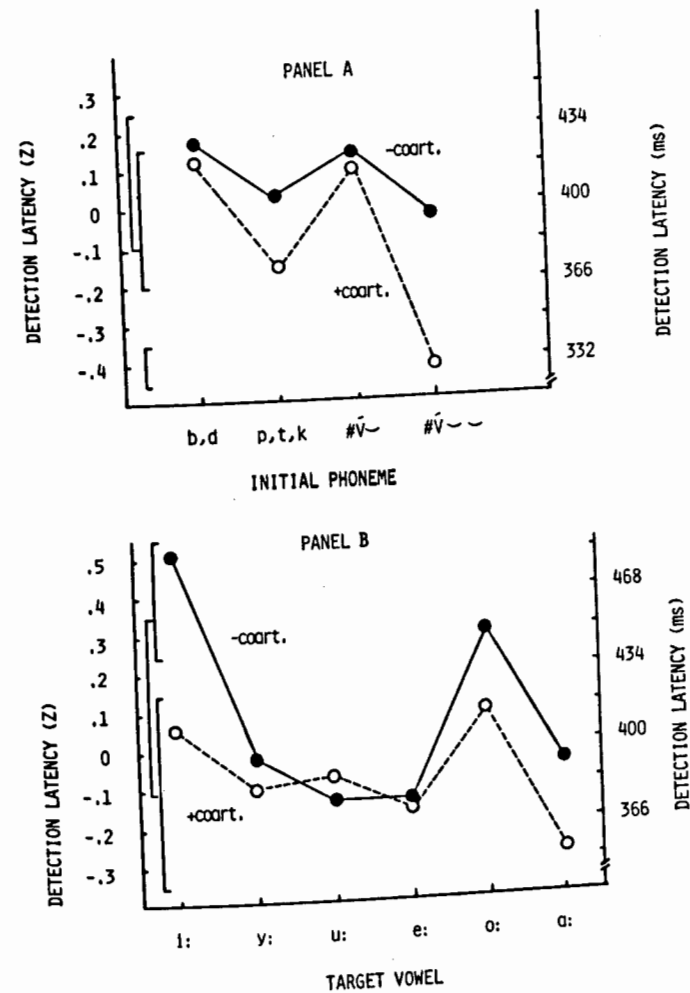 PANEL A
DETECTION LATENCY (Z)
.3
.2
.1
0
-.1
-.2
-.3
-.4
-coart.
+coart.
434
400
366
332
DETECTION LATENCY (ms)
b,d p,t,k #V́⌣ #V́⌣⌣
INITIAL PHONEME
PANEL B
DETECTION LATENCY (Z)
.5
.4
.3
.2
.1
0
-.1
-.2
-.3
-coart.
+coart.
468
434
400
366
DETECTION LATENCY (ms)
i: y: u: e: o: a:
TARGET VOWEL